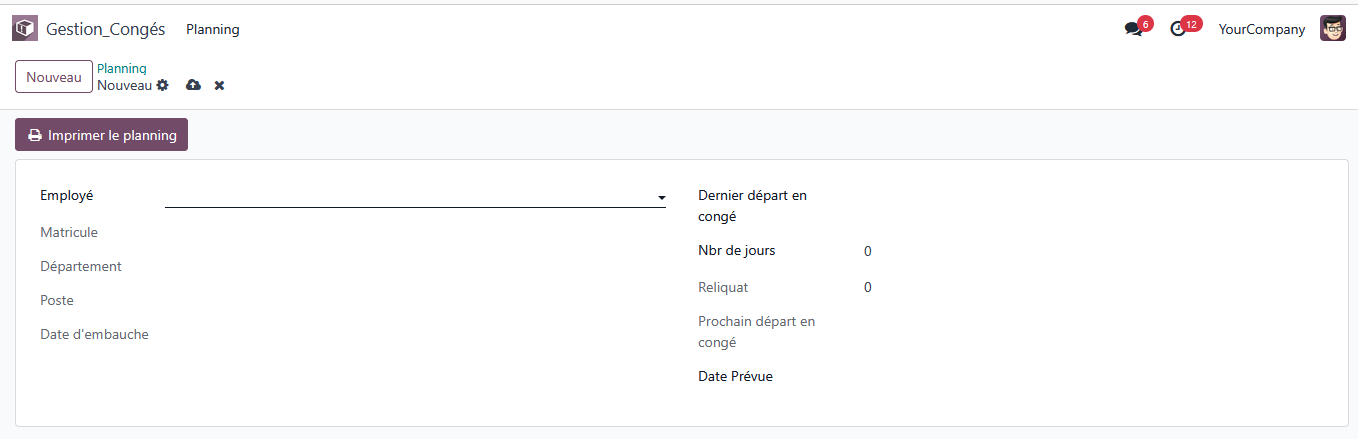 Gestion_Congés Planning 6 12 YourCompany
Nouveau Planning
Nouveau
Imprimer le planning
Employé
Matricule
Département
Poste
Date d'embauche
Dernier départ en
congé
Nbr de jours 0
Reliquat 0
Prochain départ en
congé
Date Prévue